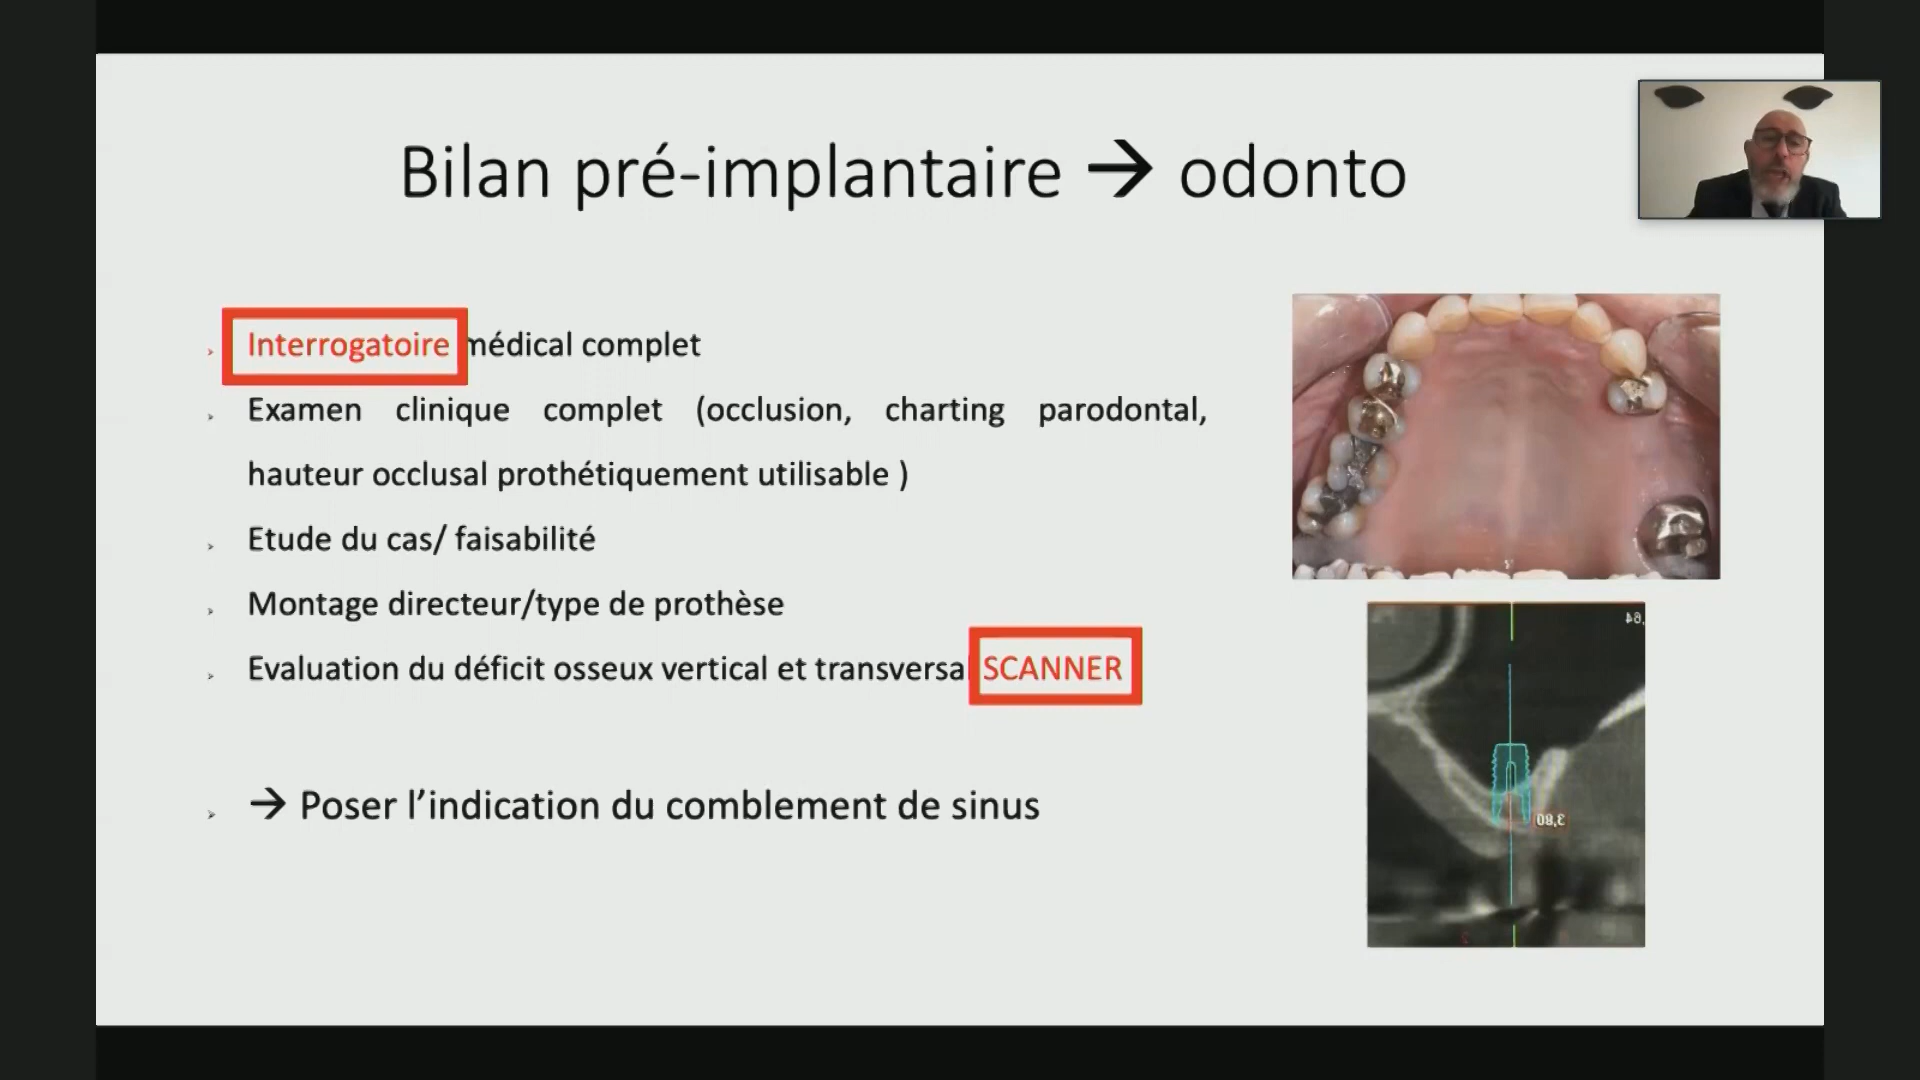 Bilan pré-implantaire → odonto
Interrogatoire médical complet
Examen clinique complet (occlusion, charting parodontal,
hauteur occlusal prothétiquement utilisable )
Etude du cas/ faisabilité
Montage directeur/type de prothèse
Evaluation du déficit osseux vertical et transversal SCANNER
→ Poser l’indication du comblement de sinus
3,80